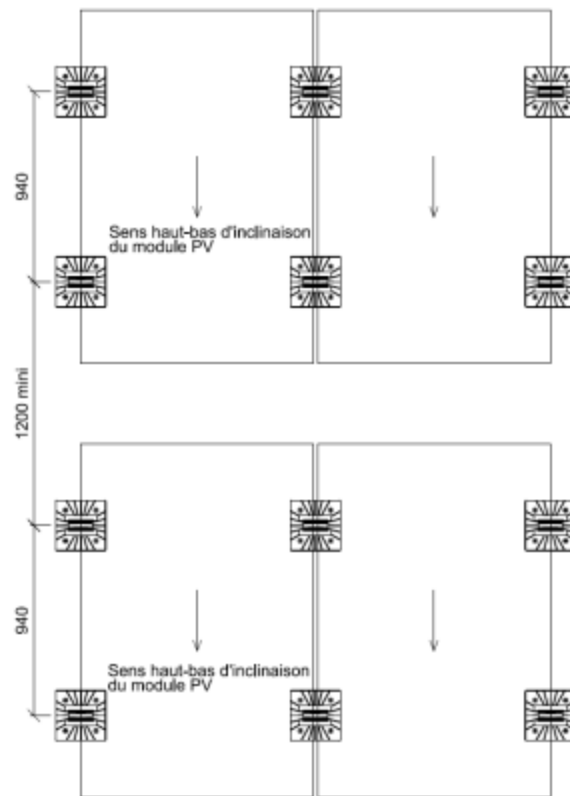 940
Sens haut-bas d'inclinaison
du module PV
1200 mini
940
Sens haut-bas d'inclinaison
du module PV